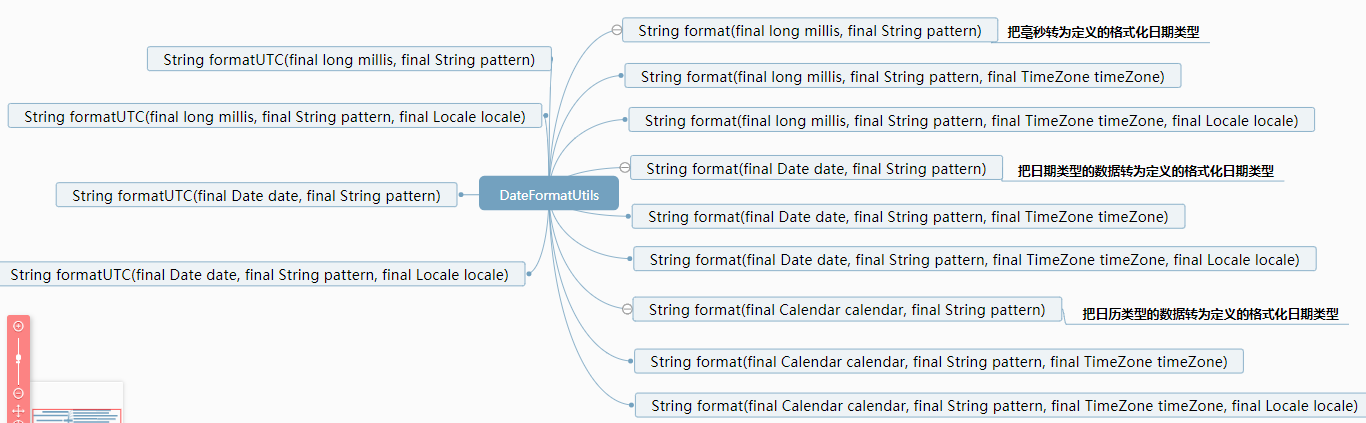 String formatUTC(final long millis, final String pattern)
String formatUTC(final long millis, final String pattern, final Locale locale)
String formatUTC(final Date date, final String pattern)
String formatUTC(final Date date, final String pattern, final Locale locale)
DateFormatUtils
String format(final long millis, final String pattern)
把毫秒转为定义的格式化日期类型
String format(final long millis, final String pattern, final TimeZone timeZone)
String format(final long millis, final String pattern, final TimeZone timeZone, final Locale locale)
String format(final Date date, final String pattern)
把日期类型的数据转为定义的格式化日期类型
String format(final Date date, final String pattern, final TimeZone timeZone)
String format(final Date date, final String pattern, final TimeZone timeZone, final Locale locale)
String format(final Calendar calendar, final String pattern)
把日历类型的数据转为定义的格式化日期类型
String format(final Calendar calendar, final String pattern, final TimeZone timeZone)
String format(final Calendar calendar, final String pattern, final TimeZone timeZone, final Locale locale)